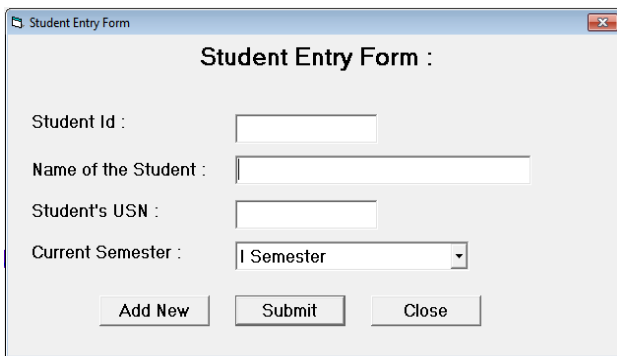 Student Entry Form
Student Entry Form :
Student Id :
Name of the Student :
Student's USN :
Current Semester : I Semester
Add New Submit Close